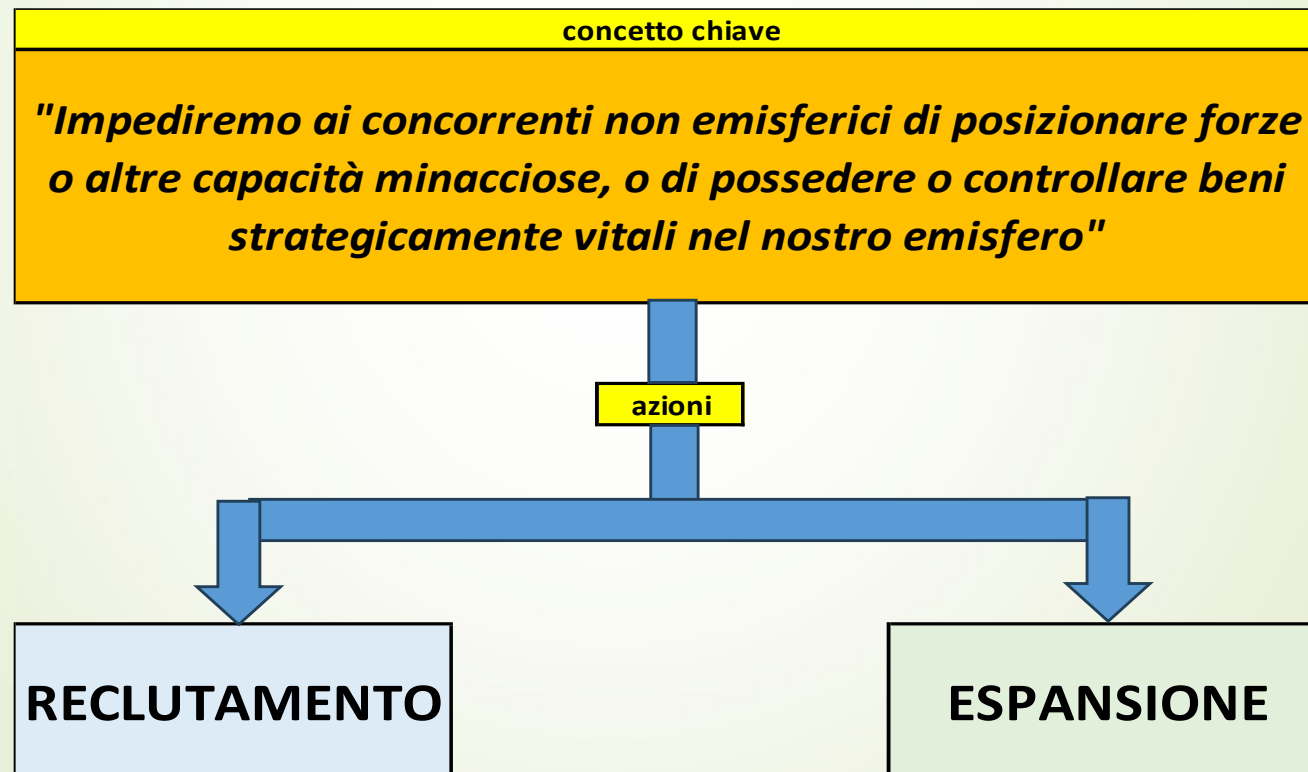 concetto chiave
"Impediremo ai concorrenti non emisferici di posizionare forze
o altre capacità minacciose, o di possedere o controllare beni
strategicamente vitali nel nostro emisfero"
azioni
RECLUTAMENTO
ESPANSIONE